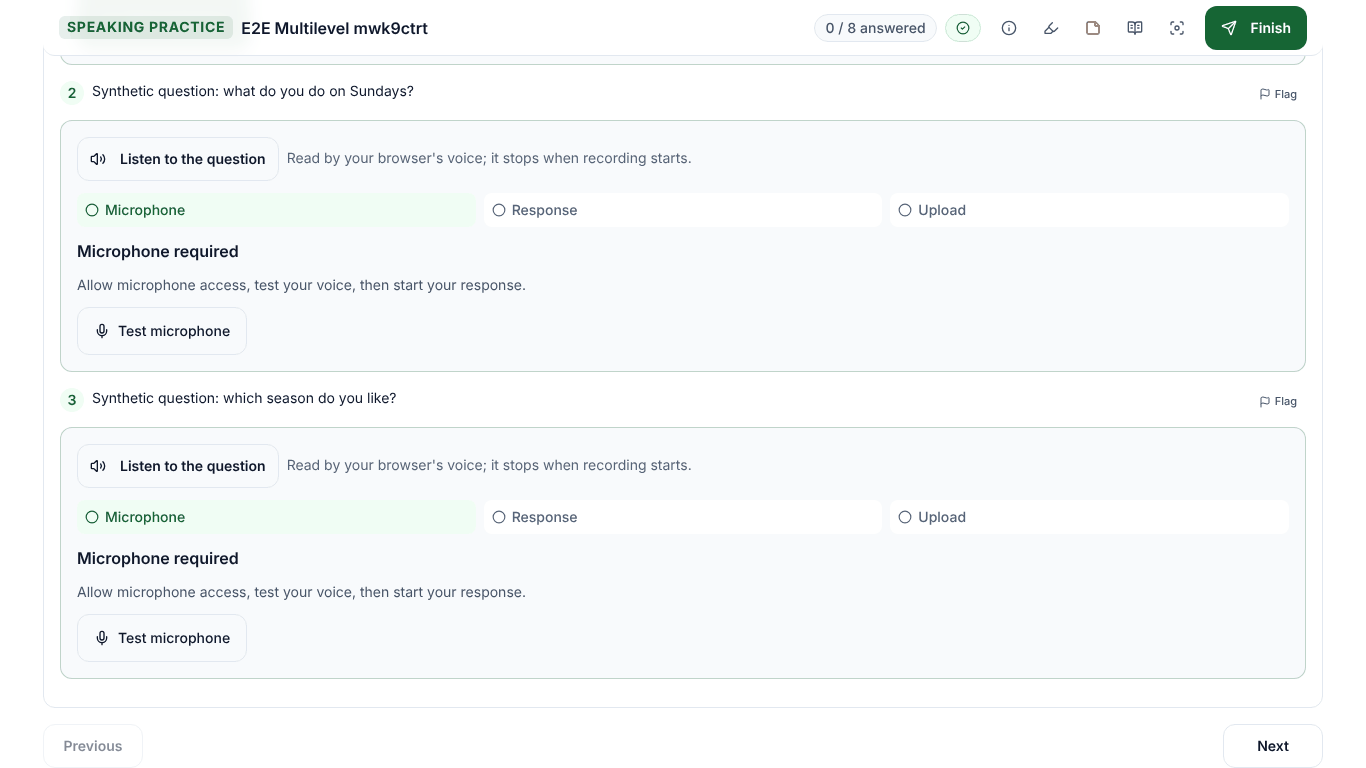 SPEAKING PRACTICE E2E Multilevel mwk9ctrt 0 / 8 answered Finish
2 Synthetic question: what do you do on Sundays? Flag
Listen to the question Read by your browser's voice; it stops when recording starts.
Microphone Response Upload
Microphone required
Allow microphone access, test your voice, then start your response.
Test microphone
3 Synthetic question: which season do you like? Flag
Listen to the question Read by your browser's voice; it stops when recording starts.
Microphone Response Upload
Microphone required
Allow microphone access, test your voice, then start your response.
Test microphone
Previous Next